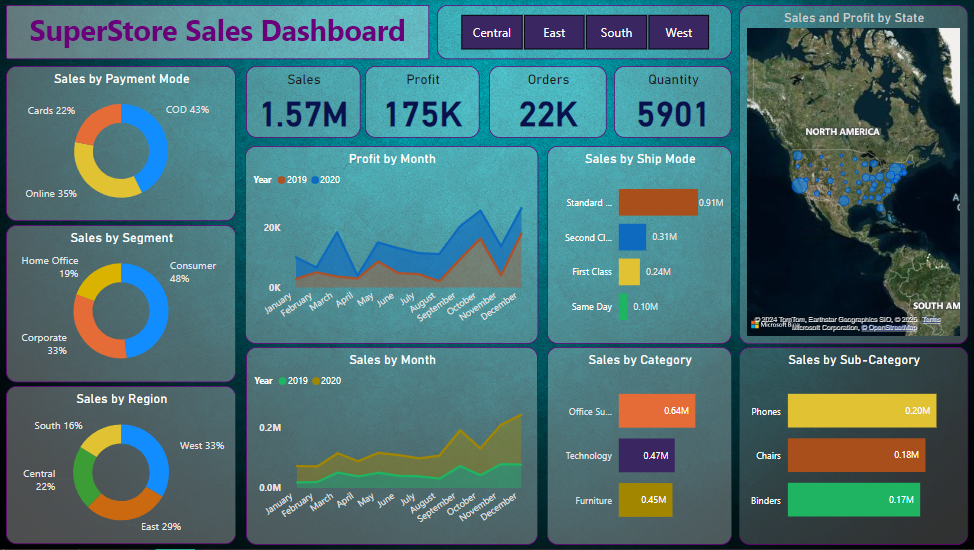 SuperStore Sales Dashboard
Central
East
South
West
Sales and Profit by State
Sales by Payment Mode
Cards 22%
COD 43%
Online 35%
Sales
1.57M
Profit
175K
Orders
22K
Quantity
5901
NORTH AMERICA
SOUTH AM
© 2024 TomTom, Earthstar Geographics SIO, © 2025
Terms
Microsoft Corporation, © OpenStreetMap
Profit by Month
Year
2019
2020
20K
0K
January
February
March
April
May
June
July
August
September
October
November
December
Sales by Ship Mode
Standard ...
0.91M
Second Cl...
0.31M
First Class
0.24M
Same Day
0.10M
Sales by Segment
Home Office
19%
Consumer
48%
Corporate
33%
Sales by Region
South 16%
West 33%
Central
22%
East 29%
Sales by Month
Year
2019
2020
0.2M
0.0M
January
February
March
April
May
June
July
August
September
October
November
December
Sales by Category
Office Su...
0.64M
Technology
0.47M
Furniture
0.45M
Sales by Sub-Category
Phones
0.20M
Chairs
0.18M
Binders
0.17M